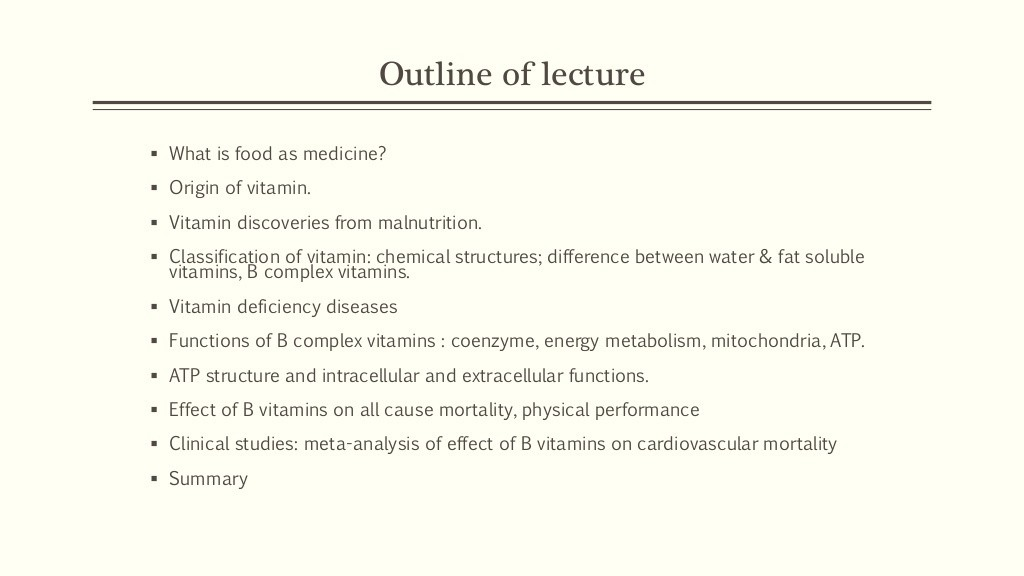 Outline of lecture
▪ What is food as medicine?
▪ Origin of vitamin.
▪ Vitamin discoveries from malnutrition.
▪ Classification of vitamin: chemical structures; difference between water & fat soluble
vitamins, B complex vitamins.
▪ Vitamin deficiency diseases
▪ Functions of B complex vitamins : coenzyme, energy metabolism, mitochondria, ATP.
▪ ATP structure and intracellular and extracellular functions.
▪ Effect of B vitamins on all cause mortality, physical performance
▪ Clinical studies: meta-analysis of effect of B vitamins on cardiovascular mortality
▪ Summary